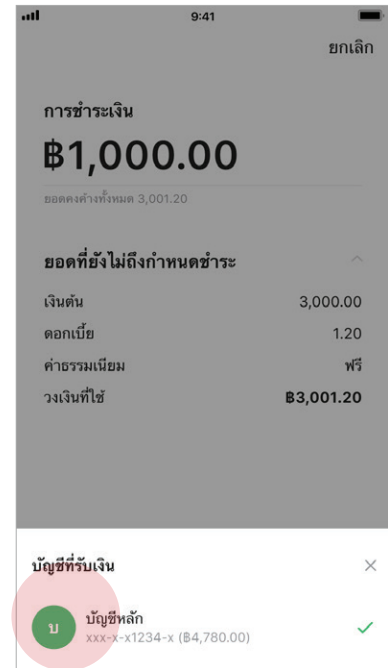 9:41
ยกเลิก
การชำระเงิน
฿1,000.00
ยอดคงค้างทั้งหมด 3,001.20
ยอดที่ยังไม่ถึงกำหนดชำระ
เงินต้น 3,000.00
ดอกเบี้ย 1.20
ค่าธรรมเนียม ฟรี
วงเงินที่ใช้ ฿3,001.20
บัญชีที่รับเงิน
บ บัญชีหลัก
xxx-x-x1234-x (฿4,780.00)